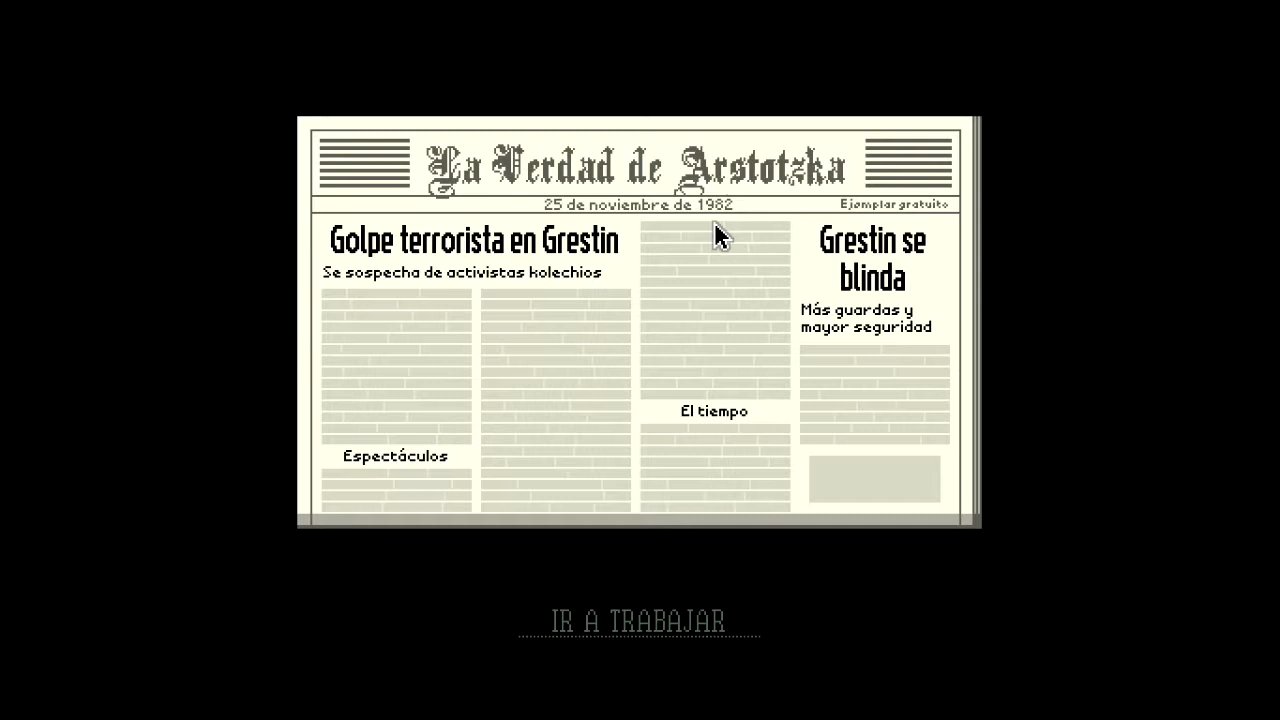 La Verdad de Arstotzka
25 de noviembre de 1982
Ejemplar gratuito
Golpe terrorista en Grestin
Se sospecha de activistas kolechios
Espectáculos
El tiempo
Grestin se
blinda
Más guardas y
mayor seguridad
IR A TRABAJAR